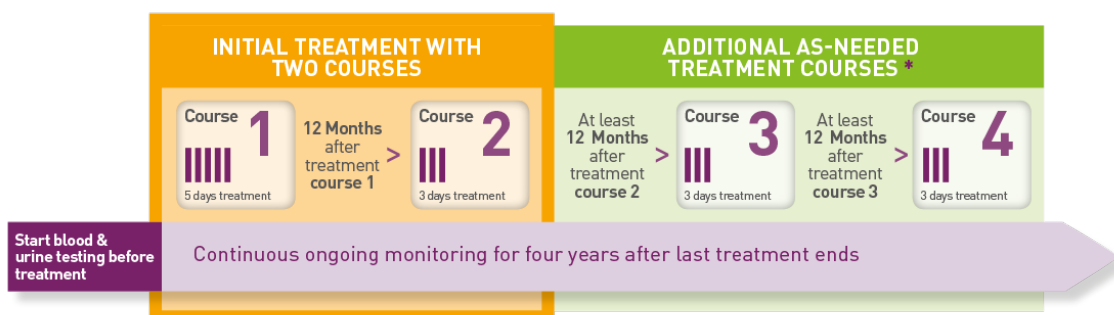 INITIAL TREATMENT WITH
TWO COURSES
ADDITIONAL AS-NEEDED
TREATMENT COURSES *
Course 1
5 days treatment
12 Months
after
treatment
course 1
>
Course 2
3 days treatment
At least
12 Months
after
treatment
course 2
>
Course 3
3 days treatment
At least
12 Months
after
treatment
course 3
>
Course 4
3 days treatment
Start blood &
urine testing before
treatment
Continuous ongoing monitoring for four years after last treatment ends